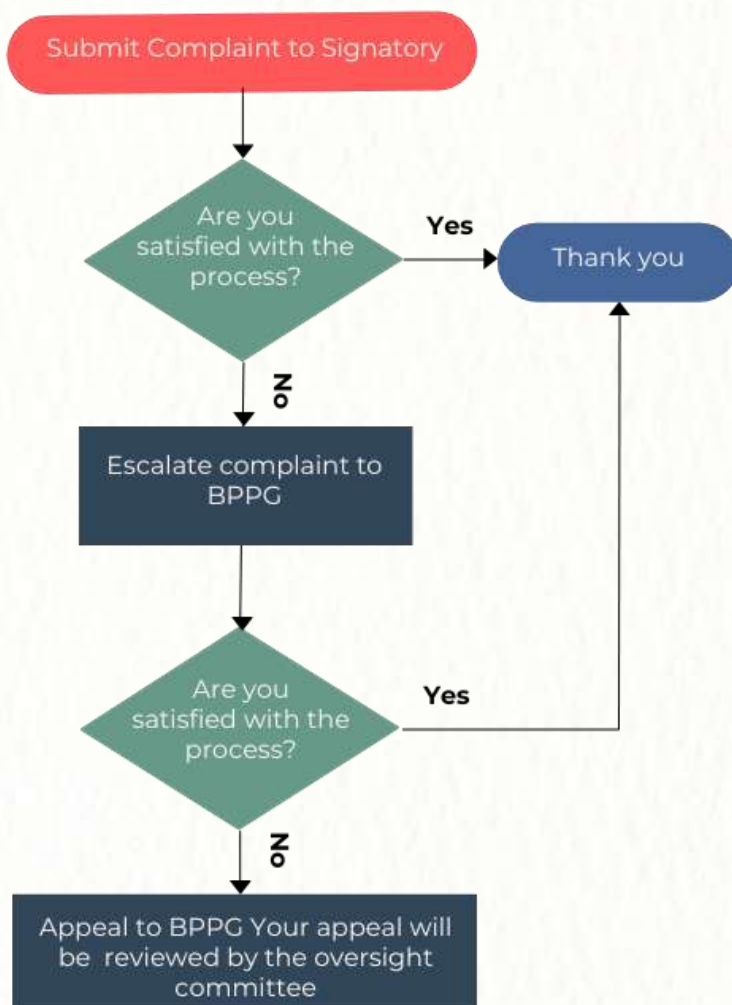 Submit Complaint to Signatory
Are you
satisfied with the
process?
Yes
Thank you
No
Escalate complaint to
BPPG
Are you
satisfied with the
process?
Yes
No
Appeal to BPPG Your appeal will
be reviewed by the oversight
committee